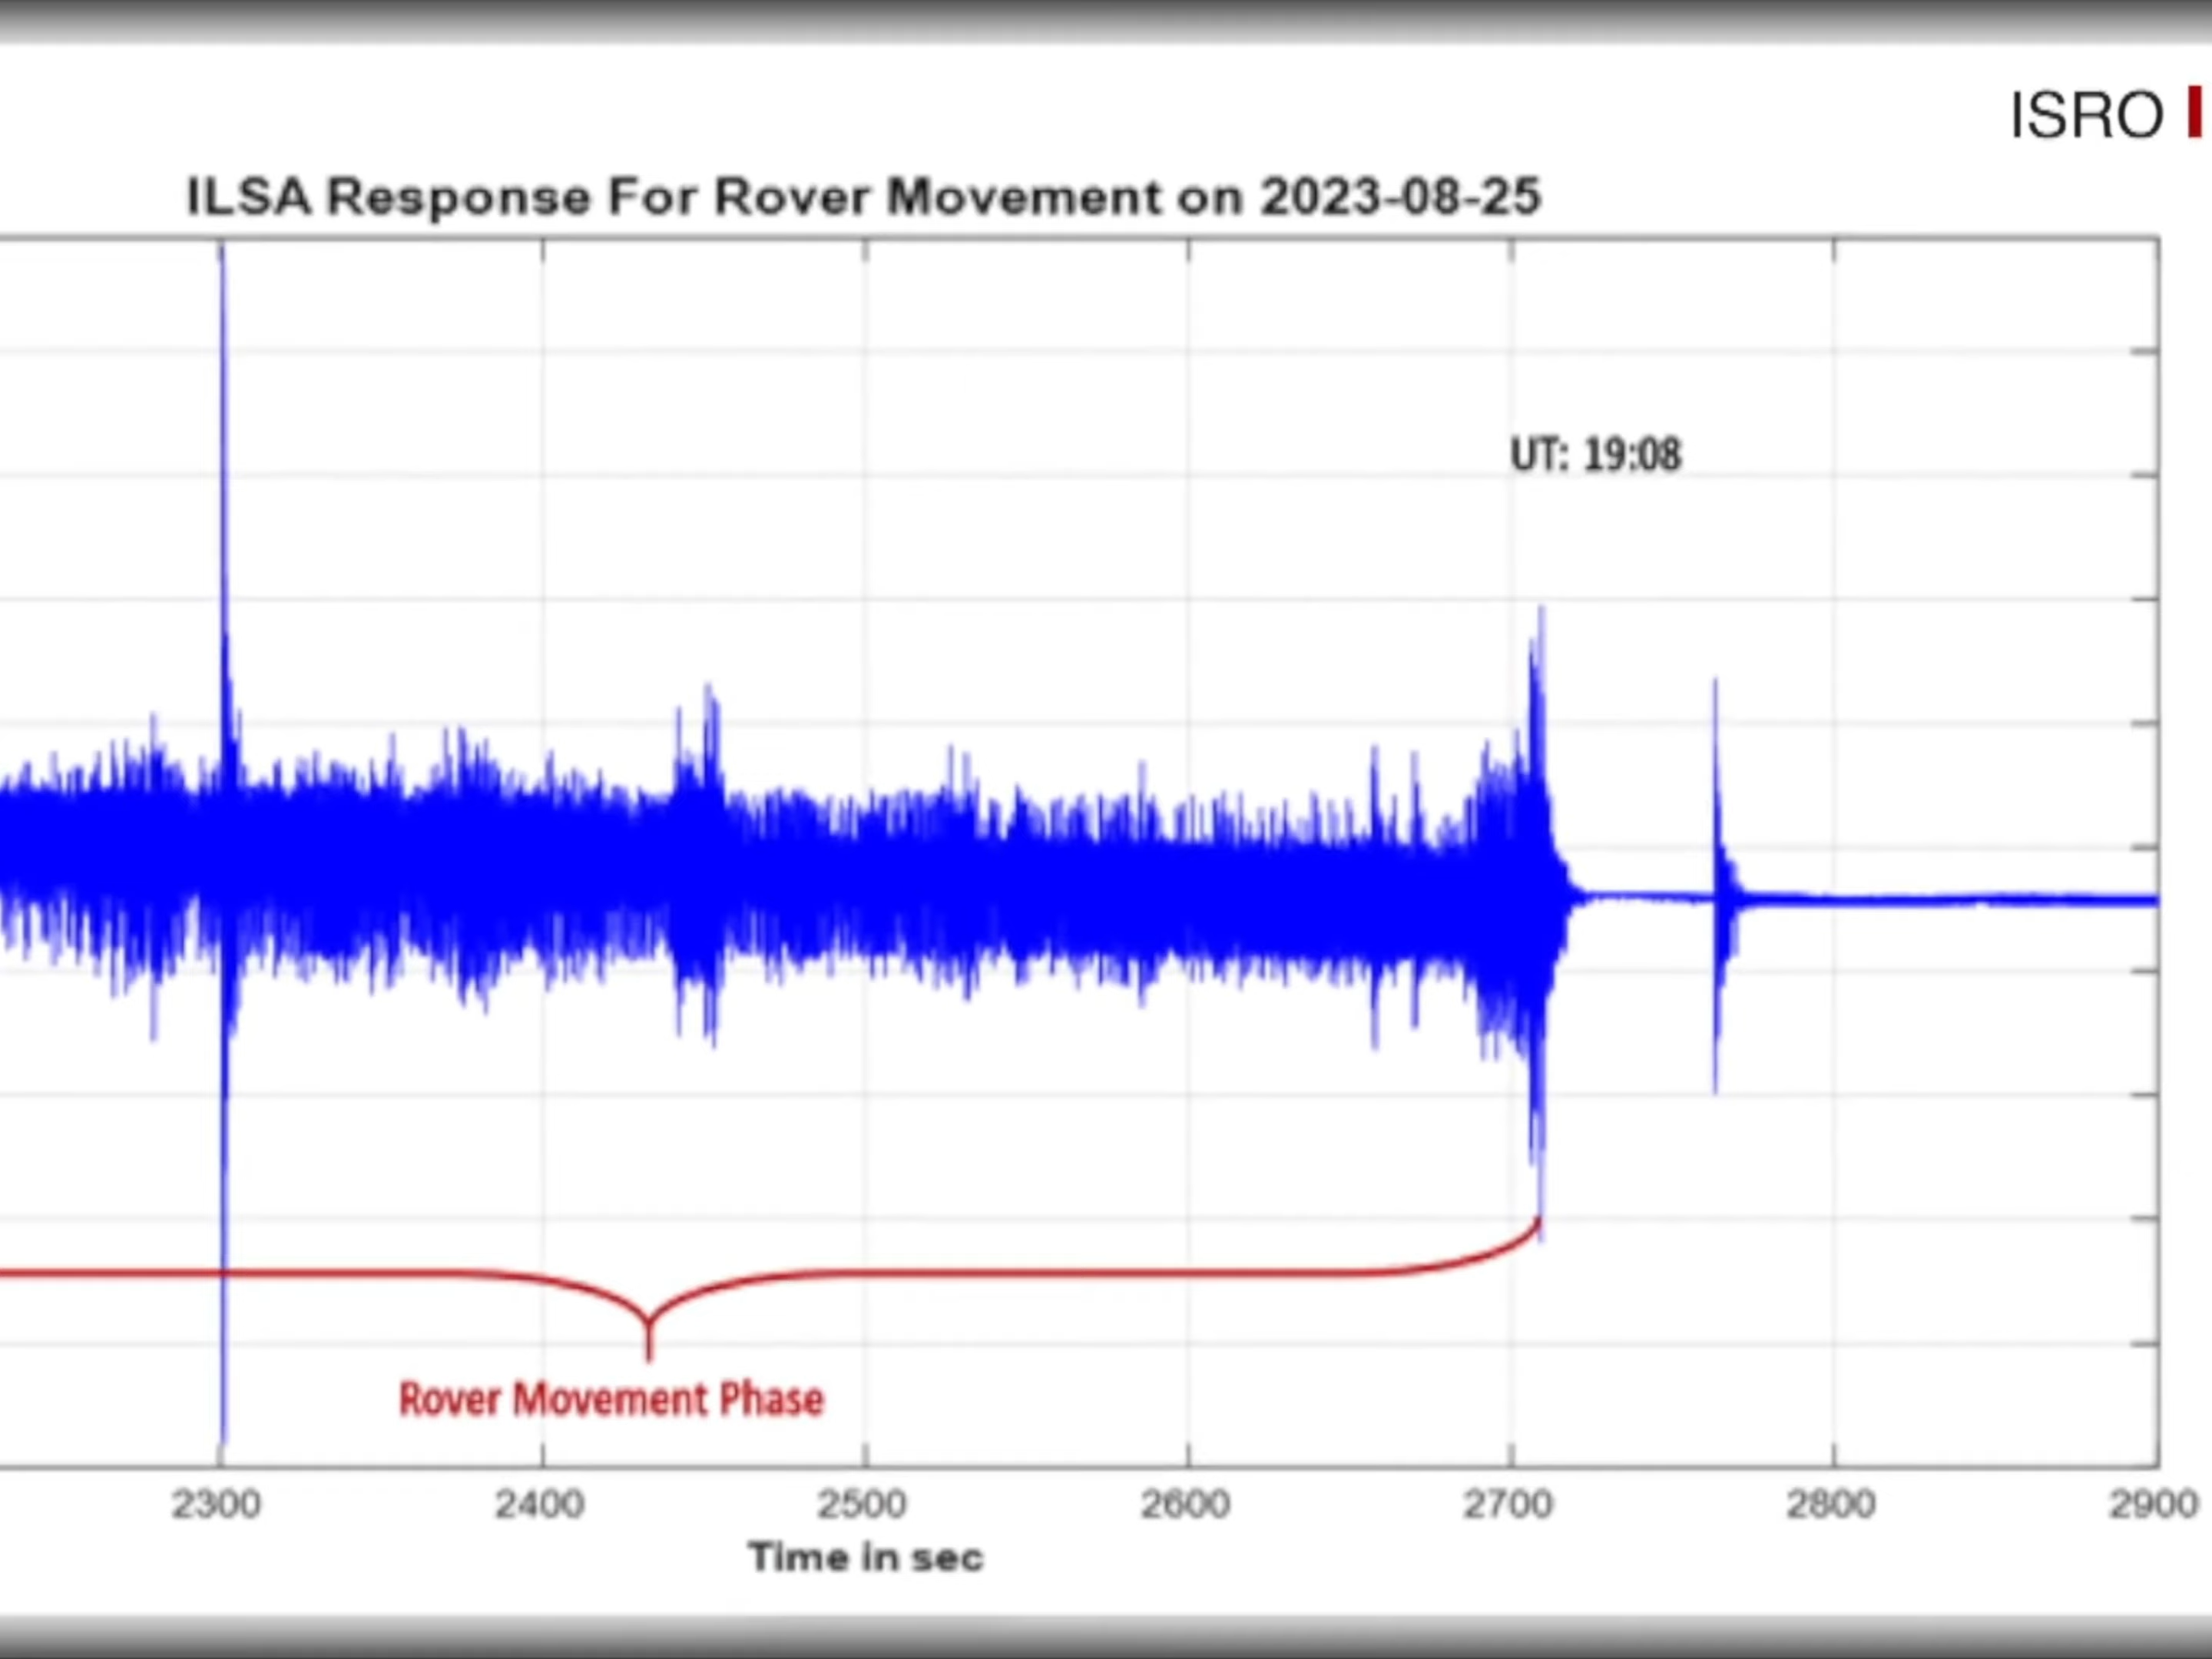 ISRO
ILSA Response For Rover Movement on 2023-08-25
UT: 19:08
Rover Movement Phase
2300 2400 2500 2600 2700 2800 2900
Time in sec